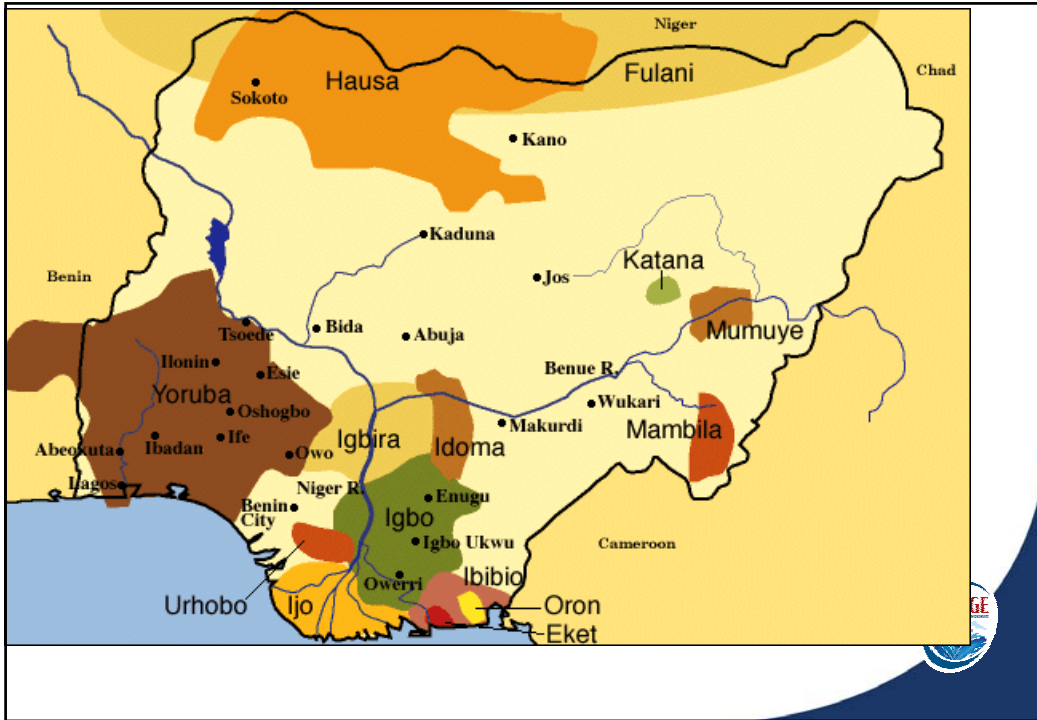 Niger
Chad
Hausa
Fulani
Sokoto
Kano
Kaduna
Jos
Katana
Benin
Tsoede
Bida
Abuja
Mumuye
Ilonin
Esie
Benue R.
Yoruba
Oshogbo
Wukari
Igbira
Idoma
Makurdi
Mambila
Abeokuta
Ibadan
Ife
Owo
Lagos
Niger R.
Enugu
Benin
City
Igbo
Igbo Ukwu
Cameroon
Owerri
Ibibio
Urhobo
Ijo
Oron
Eket
GE